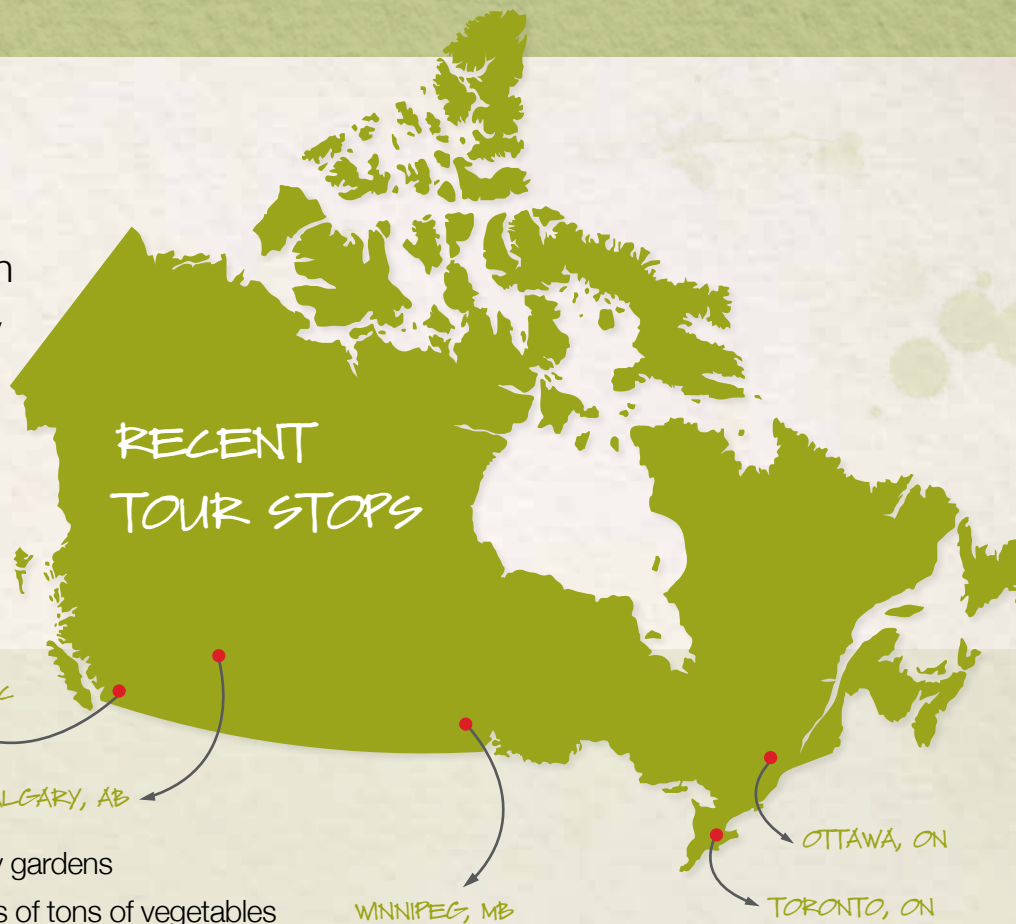 RECENT
TOUR STOPS
ALGARY, AB
OTTAWA, ON
gardens
of tons of vegetables
WINNIPEG, MB
TORONTO, ON